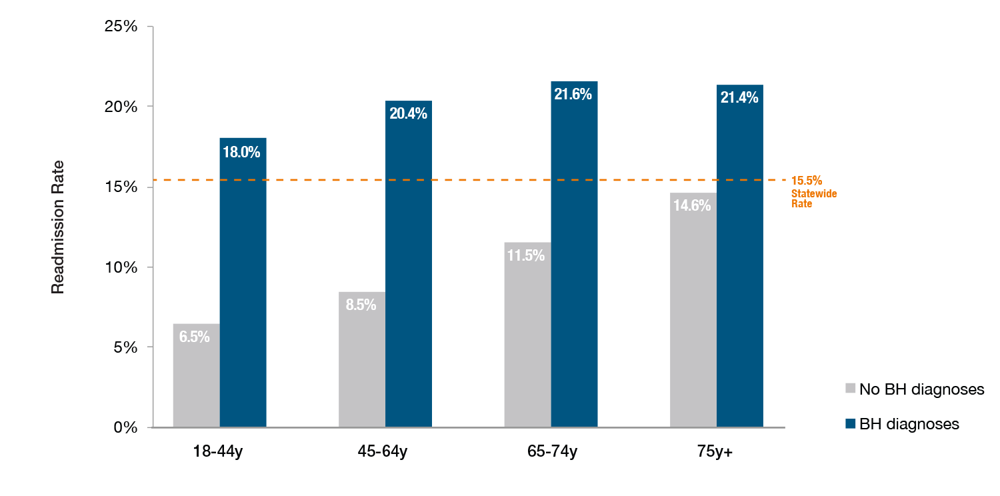 25%
20%
15%
10%
5%
0%
Readmission Rate
6.5%
18.0%
8.5%
20.4%
11.5%
21.6%
14.6%
21.4%
15.5%
Statewide
Rate
18-44y
45-64y
65-74y
75y+
No BH diagnoses
BH diagnoses